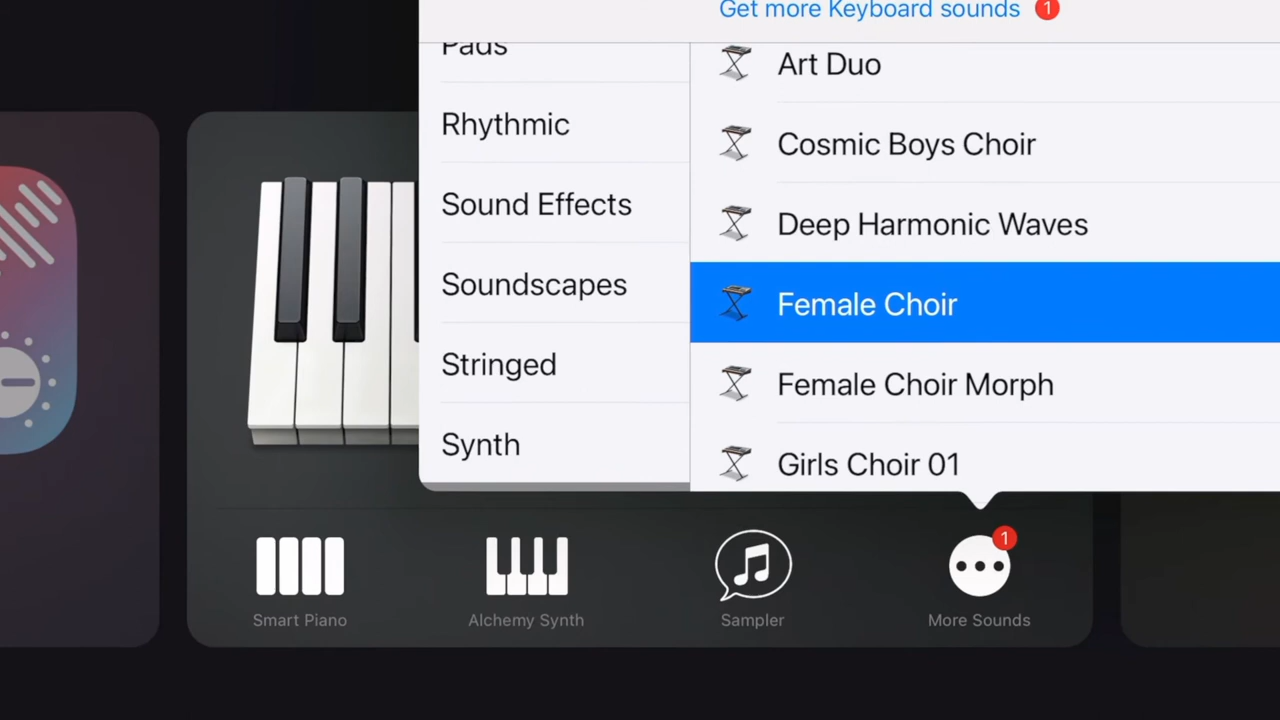 Get more Keyboard sounds 1
Pads
Rhythmic
Sound Effects
Soundscapes
Stringed
Synth
Art Duo
Cosmic Boys Choir
Deep Harmonic Waves
Female Choir
Female Choir Morph
Girls Choir 01
Smart Piano
Alchemy Synth
Sampler
1
More Sounds